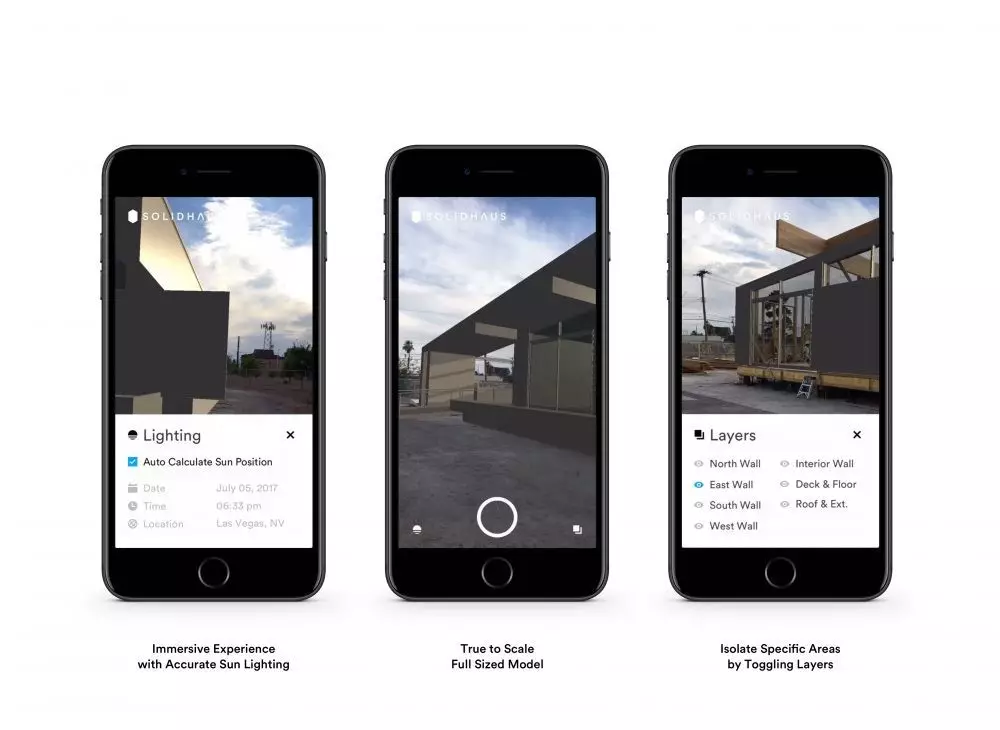 SOLIDHAUS
Lighting
Auto Calculate Sun Position
Date July 05, 2017
Time 06:33 pm
Location Las Vegas, NV
Immersive Experience
with Accurate Sun Lighting
SOLIDHAUS
True to Scale
Full Sized Model
SOLIDHAUS
Layers
North Wall Interior Wall
East Wall Deck & Floor
South Wall Roof & Ext.
West Wall
Isolate Specific Areas
by Toggling Layers